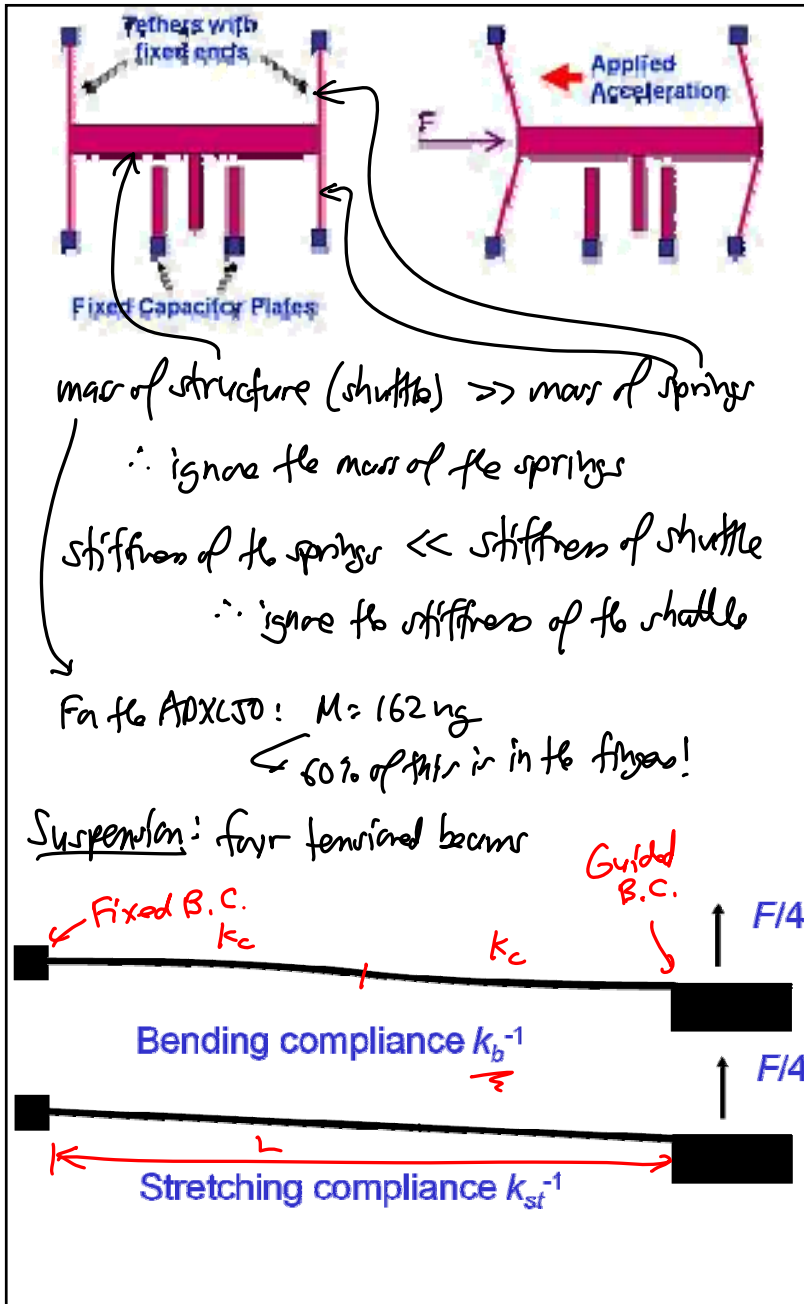 Tethers with
fixed ends
Applied
Acceleration
F
Fixed Capacitor Plates
mass of structure (shuttle) >> mass of springs
∴ ignore the mass of the springs
stiffness of the springs << stiffness of shuttle
∴ ignore the stiffness of the shuttle
For the ADXL50: M = 162 ng
60% of this is in the fingers!
Suspension: four tensioned beams
Fixed B.C.
Guided
B.C.
kc
kc
F/4
Bending compliance k_b⁻¹
F/4
L
Stretching compliance k_st⁻¹